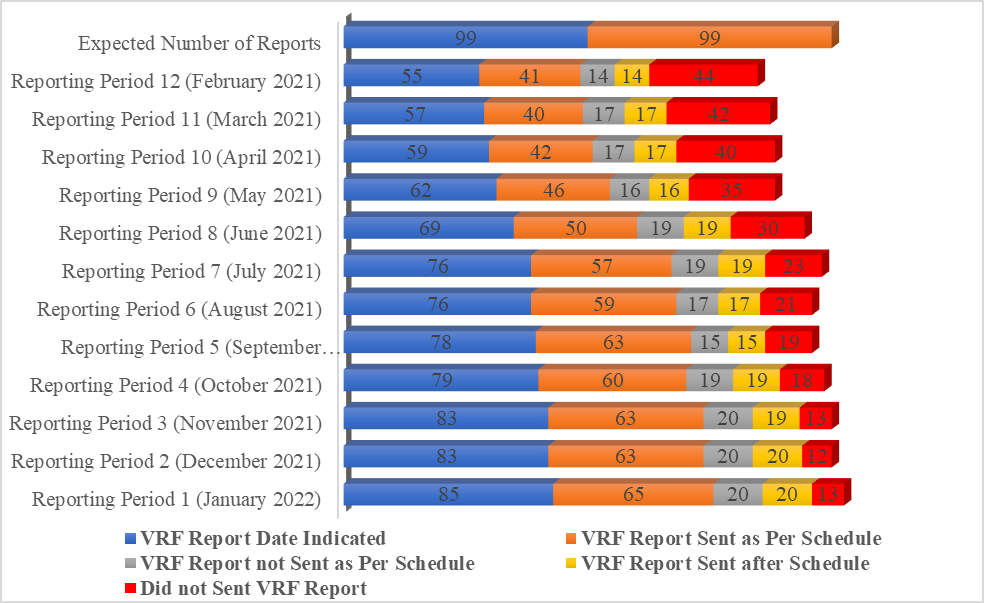 Expected Number of Reports 99 99
Reporting Period 12 (February 2021) 55 41 14 14 44
Reporting Period 11 (March 2021) 57 40 17 17 42
Reporting Period 10 (April 2021) 59 42 17 17 40
Reporting Period 9 (May 2021) 62 46 16 16 35
Reporting Period 8 (June 2021) 69 50 19 19 30
Reporting Period 7 (July 2021) 76 57 19 19 23
Reporting Period 6 (August 2021) 76 59 17 17 21
Reporting Period 5 (September… 78 63 15 15 19
Reporting Period 4 (October 2021) 79 60 19 19 18
Reporting Period 3 (November 2021) 83 63 20 19 13
Reporting Period 2 (December 2021) 83 63 20 20 12
Reporting Period 1 (January 2022) 85 65 20 20 13
VRF Report Date Indicated VRF Report Sent as Per Schedule
VRF Report not Sent as Per Schedule VRF Report Sent after Schedule
Did not Sent VRF Report